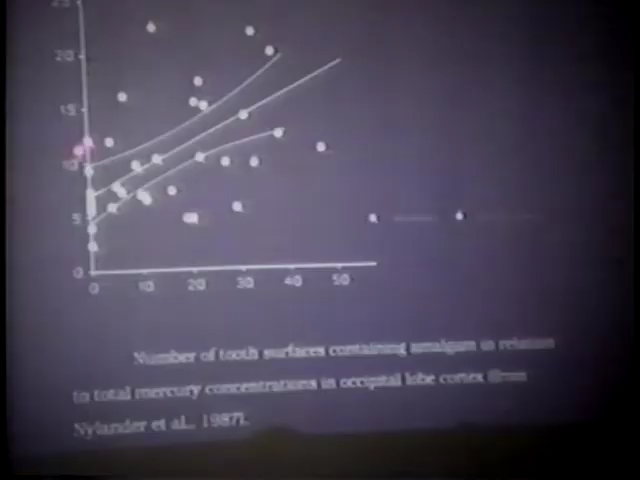 25
20
15
10
5
0
0 10 20 30 40 50
Number of tooth surfaces containing amalgam in relation
to total mercury concentrations in occipital lobe cortex (from
Nylander et al., 1987).